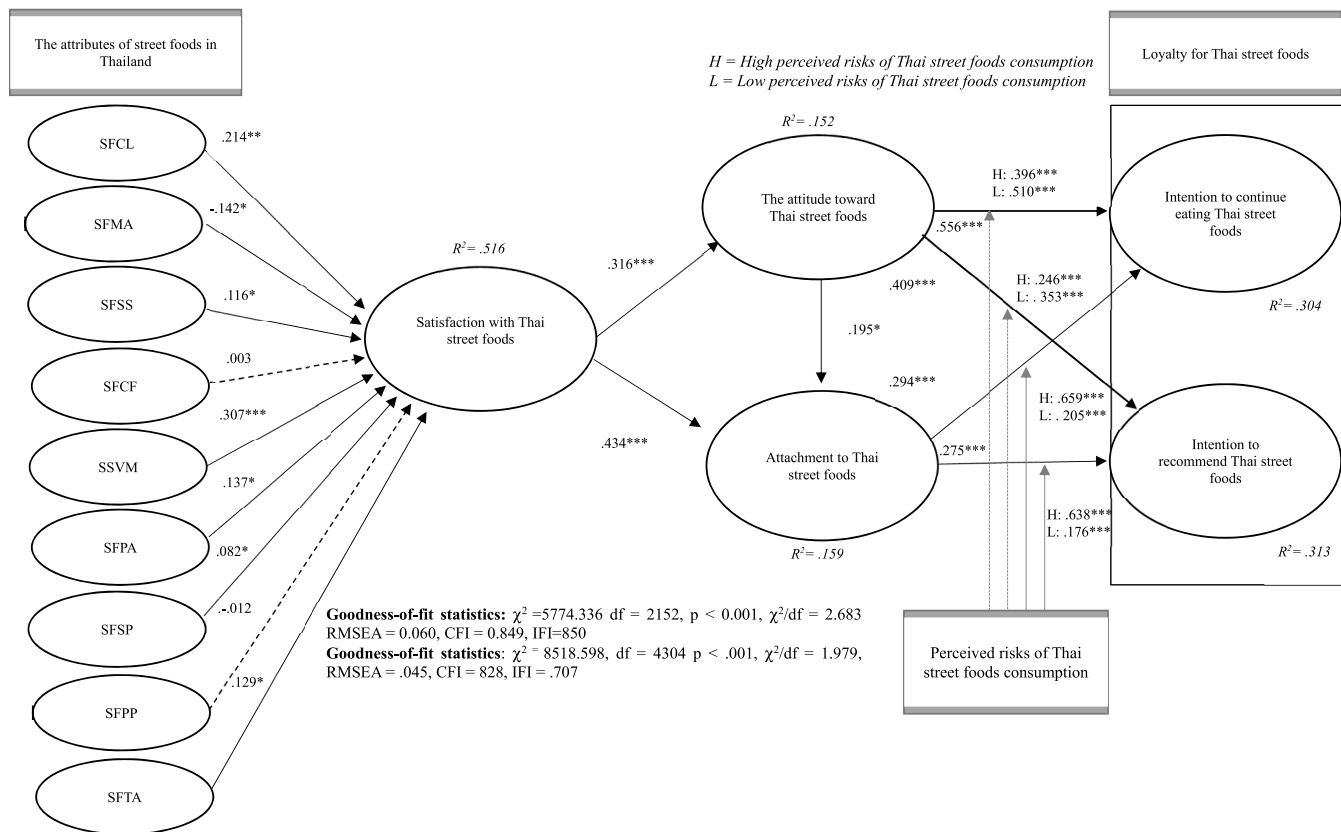 The attributes of street foods in
Thailand
H = High perceived risks of Thai street foods consumption
L = Low perceived risks of Thai street foods consumption
Loyalty for Thai street foods
SFCL
.214**
SFMA
-.142*
SFSS
.116*
SFCF
.003
SSVM
.307***
SFPA
.137*
SFSP
.082*
SFPP
-.012
SFTA
.129*
R² = .516
Satisfaction with Thai
street foods
.316***
.434***
R² = .152
The attitude toward
Thai street foods
.195*
Attachment to Thai
street foods
R² = .159
H: .396***
L: .510***
.556***
.409***
H: .246***
L: .353***
.294***
H: .659***
L: .205***
.275***
H: .638***
L: .176***
Intention to continue
eating Thai street
foods
R² = .304
Intention to
recommend Thai street
foods
R² = .313
Goodness-of-fit statistics: χ² =5774.336 df = 2152, p < 0.001, χ²/df = 2.683
RMSEA = 0.060, CFI = 0.849, IFI=850
Goodness-of-fit statistics: χ² = 8518.598, df = 4304 p < .001, χ²/df = 1.979,
RMSEA = .045, CFI = 828, IFI = .707
Perceived risks of Thai
street foods consumption